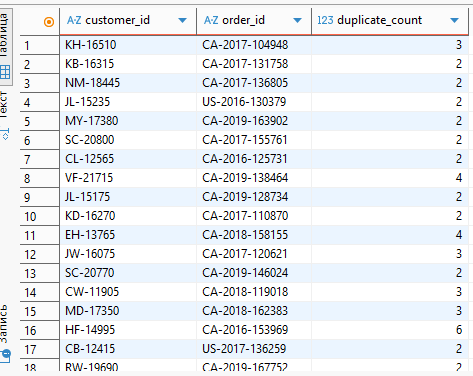 Таблица
Текст
Запись
A-Z customer_id A-Z order_id 123 duplicate_count
1 KH-16510 CA-2017-104948 3
2 KB-16315 CA-2017-131758 2
3 NM-18445 CA-2017-136805 2
4 JL-15235 US-2016-130379 2
5 MY-17380 CA-2019-163902 2
6 SC-20800 CA-2017-155761 2
7 CL-12565 CA-2016-125731 2
8 VF-21715 CA-2019-138464 4
9 JL-15175 CA-2019-128734 2
10 KD-16270 CA-2017-110870 2
11 EH-13765 CA-2018-158155 4
12 JW-16075 CA-2017-120621 3
13 SC-20770 CA-2019-146024 2
14 CW-11905 CA-2018-119018 3
15 MD-17350 CA-2018-162383 3
16 HF-14995 CA-2016-153969 6
17 CB-12415 US-2017-136259 2
18 RW-19690 CA-2019-167752 2